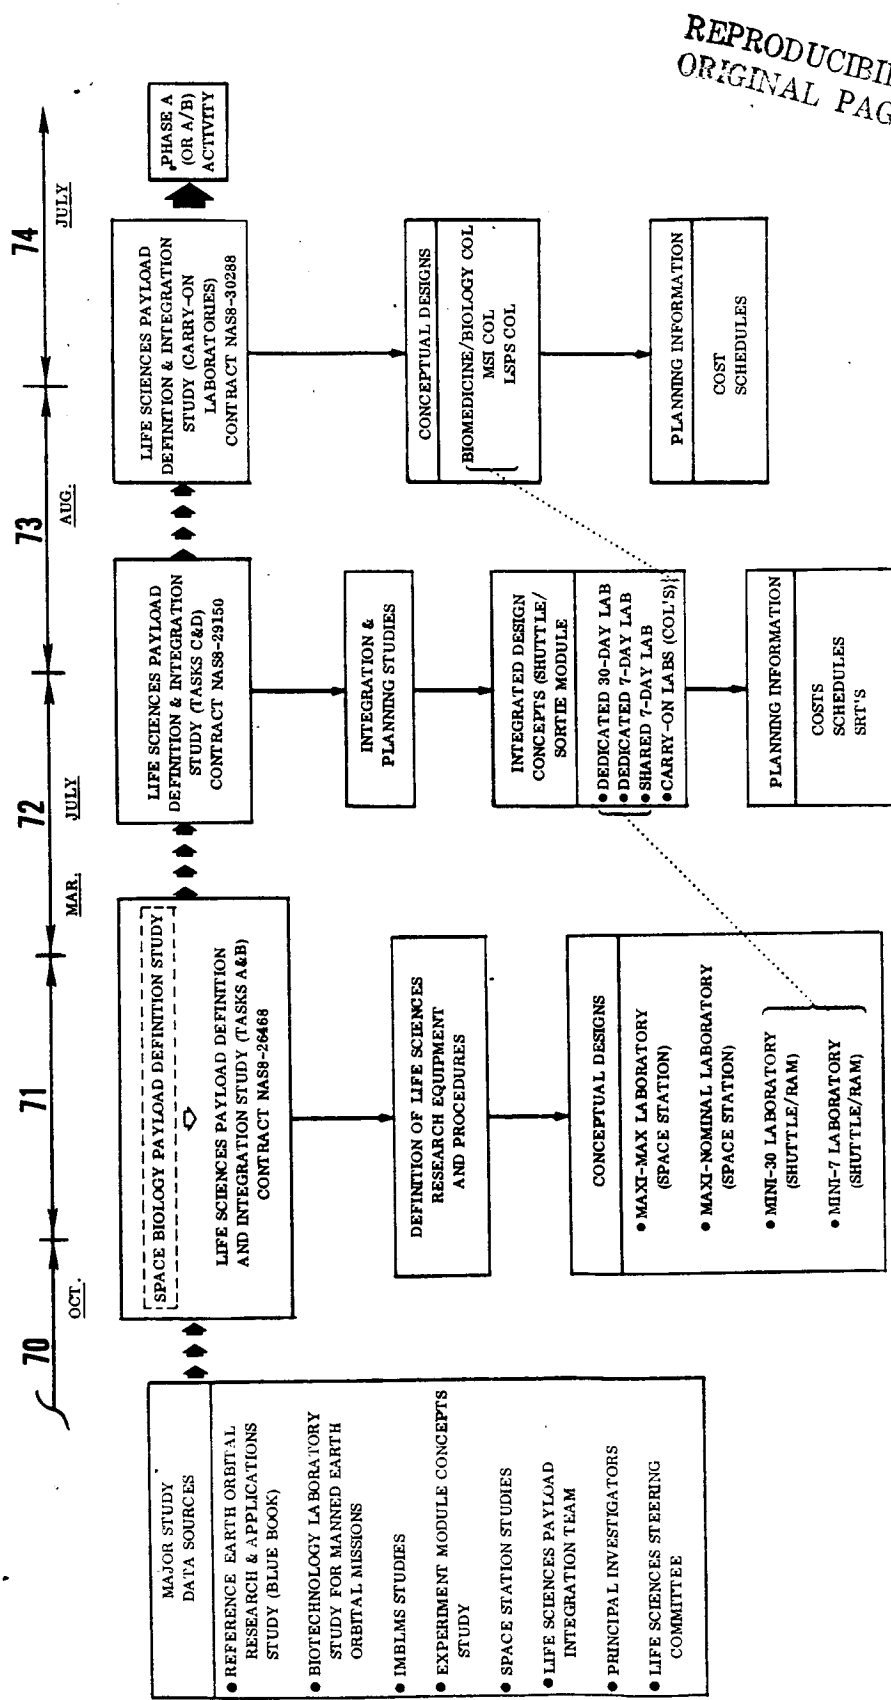 REPRODUCIBI
ORIGINAL PAG
70
71
72
73
74
OCT.
MAR.
JULY
AUG.
JULY
MAJOR STUDY
DATA SOURCES
• REFERENCE EARTH ORBITAL
RESEARCH & APPLICATIONS
STUDY (BLUE BOOK)
• BIOTECHNOLOGY LABORATORY
STUDY FOR MANNED EARTH
ORBITAL MISSIONS
• IMBLMS STUDIES
• EXPERIMENT MODULE CONCEPTS
STUDY
• SPACE STATION STUDIES
• LIFE SCIENCES PAYLOAD
INTEGRATION TEAM
• PRINCIPAL INVESTIGATORS
• LIFE SCIENCES STEERING
COMMITTEE
SPACE BIOLOGY PAYLOAD DEFINITION STUDY
LIFE SCIENCES PAYLOAD DEFINITION
AND INTEGRATION STUDY (TASKS A&B)
CONTRACT NAS8-26468
DEFINITION OF LIFE SCIENCES
RESEARCH EQUIPMENT
AND PROCEDURES
CONCEPTUAL DESIGNS
• MAXI-MAX LABORATORY
(SPACE STATION)
• MAXI-NOMINAL LABORATORY
(SPACE STATION)
• MINI-30 LABORATORY
(SHUTTLE/RAM)
• MINI-7 LABORATORY
(SHUTTLE/RAM)
LIFE SCIENCES PAYLOAD
DEFINITION & INTEGRATION
STUDY (TASKS C&D)
CONTRACT NAS8-29150
INTEGRATION &
PLANNING STUDIES
INTEGRATED DESIGN
CONCEPTS (SHUTTLE/
SORTIE MODULE
• DEDICATED 30-DAY LAB
• DEDICATED 7-DAY LAB
• SHARED 7-DAY LAB
• CARRY-ON LABS (COL'S)
PLANNING INFORMATION
COSTS
SCHEDULES
SRT'S
LIFE SCIENCES PAYLOAD
DEFINITION & INTEGRATION
STUDY (CARRY-ON
LABORATORIES)
CONTRACT NAS8-30288
CONCEPTUAL DESIGNS
BIOMEDICINE/BIOLOGY COL
MSI COL
LSPS COL
PLANNING INFORMATION
COST
SCHEDULES
PHASE A
(OR A/B)
ACTIVITY